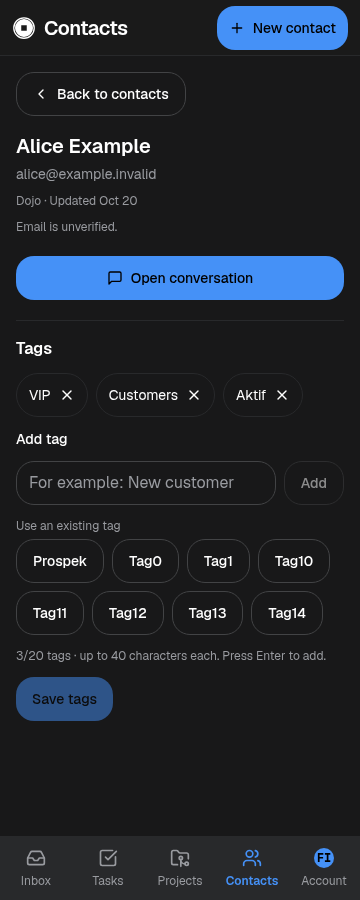 Contacts
New contact
Back to contacts
Alice Example
alice@example.invalid
Dojo · Updated Oct 20
Email is unverified.
Open conversation
Tags
VIP
Customers
Aktif
Add tag
For example: New customer
Add
Use an existing tag
Prospek
Tag0
Tag1
Tag10
Tag11
Tag12
Tag13
Tag14
3/20 tags · up to 40 characters each. Press Enter to add.
Save tags
Inbox
Tasks
Projects
Contacts
FI
Account